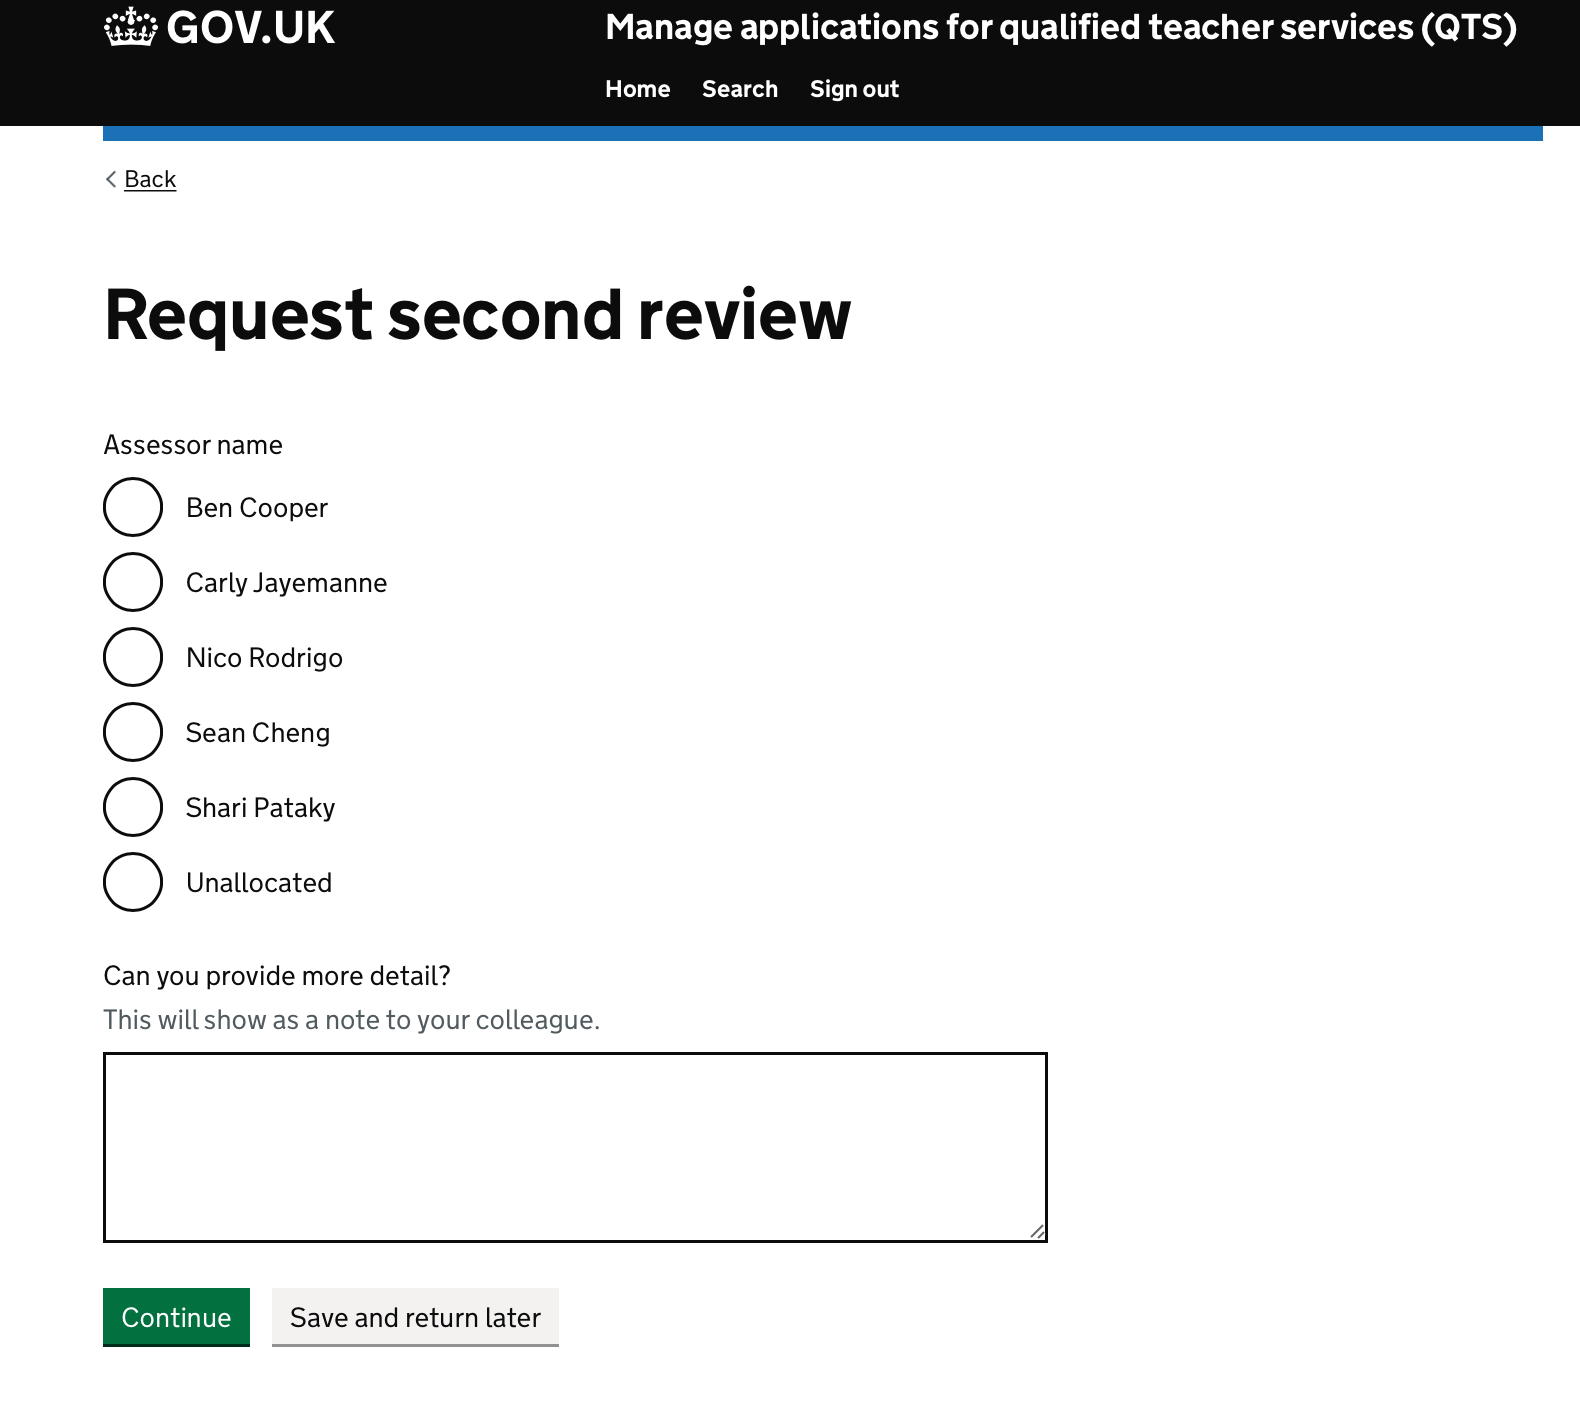 GOV.UK
Manage applications for qualified teacher services (QTS)
Home Search Sign out
Back
Request second review
Assessor name
Ben Cooper
Carly Jayemanne
Nico Rodrigo
Sean Cheng
Shari Pataky
Unallocated
Can you provide more detail?
This will show as a note to your colleague.
Continue Save and return later